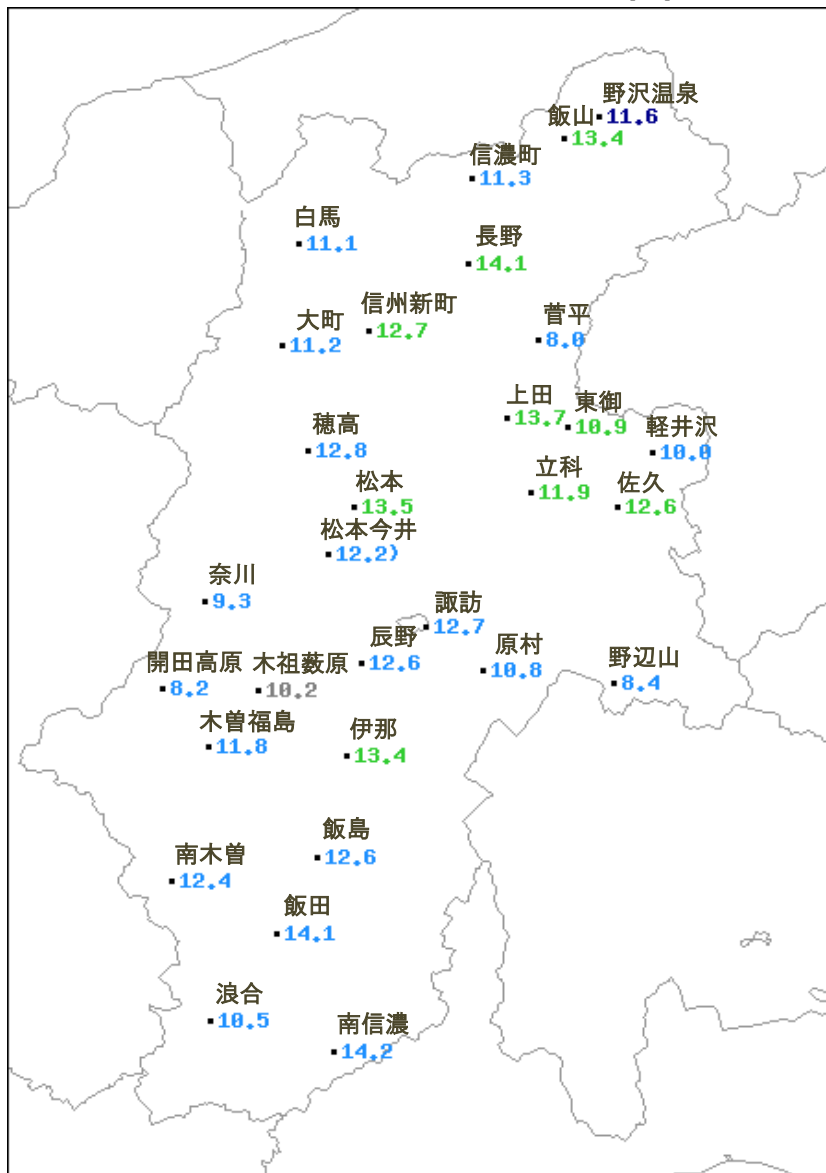 野沢温泉
11.6
飯山
13.4
信濃町
11.3
白馬
11.1
長野
14.1
信州新町
12.7
大町
11.2
菅平
8.0
上田
13.7
東御
10.9
軽井沢
10.0
穂高
12.8
立科
11.9
佐久
12.6
松本
13.5
松本今井
12.2)
奈川
9.3
諏訪
12.7
辰野
12.6
原村
10.8
野辺山
8.4
開田高原
8.2
木祖薮原
10.2
木曽福島
11.8
伊那
13.4
飯島
12.6
南木曽
12.4
飯田
14.1
浪合
10.5
南信濃
14.2